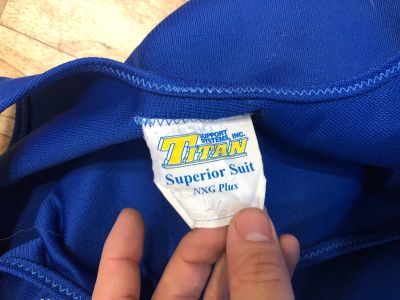 SUPPORT
SYSTEMS, INC.
TITAN
Superior Suit
NXG Plus